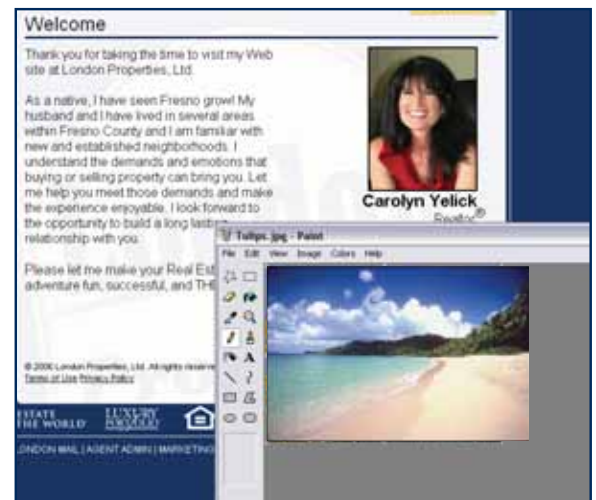 Welcome
Thank you for taking the time to visit my Web
site at London Properties, Ltd.
As a native, I have seen Fresno grow! My
husband and I have lived in several areas
within Fresno County and I am familiar with
new and established neighborhoods. I
understand the demands and emotions that
buying or selling property can bring you. Let
me help you meet those demands and make
the experience enjoyable. I look forward to
the opportunity to build a long lasting
relationship with you.
Please let me make your Real Est
adventure fun, successful, and
Carolyn Yelick
Realtor®
Tulips.jpg - Paint
File Edit View Image Colors Help
A
© 2006 London Properties, Ltd. All rights reserve
Terms of Use Privacy Policy
ESTATE
THE WORLD
LUXURY
PORTFOLIO
LONDON MAIL | AGENT ADMIN | MARKETING